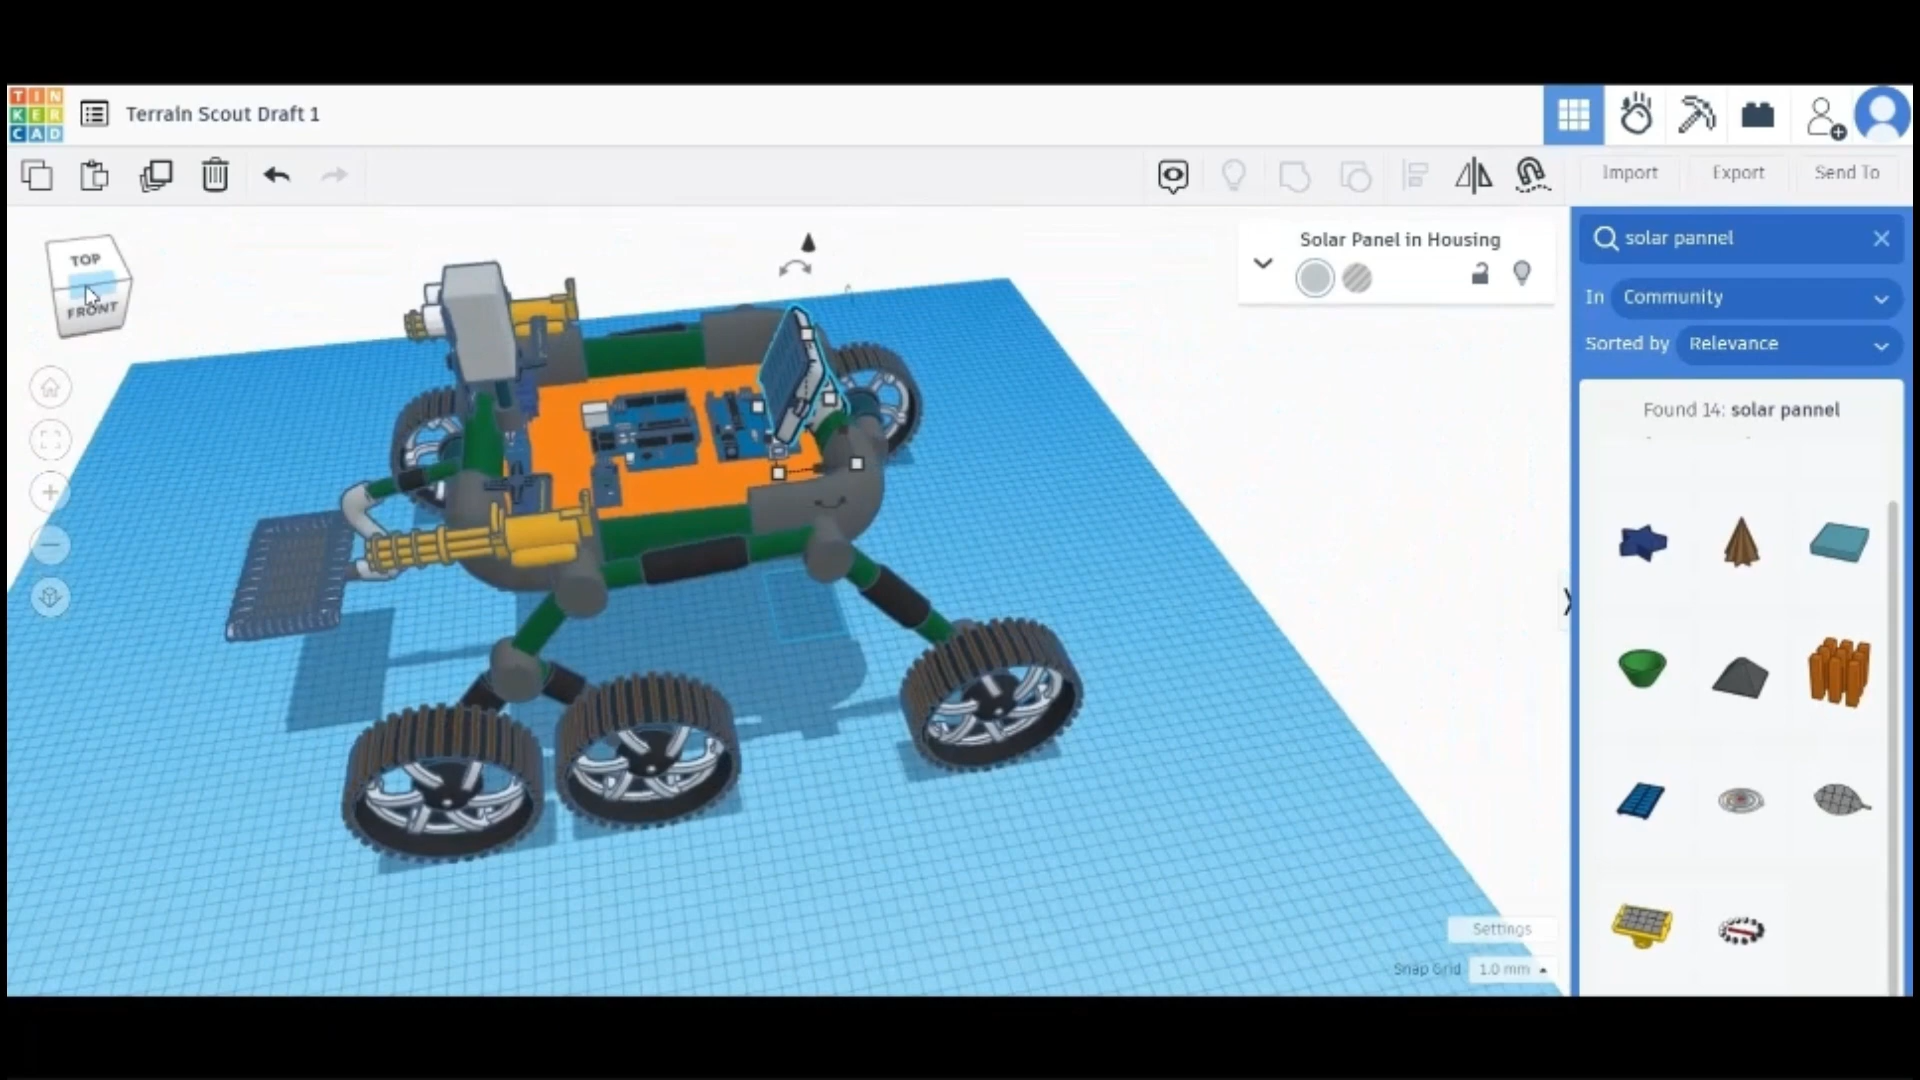 TIN
KER
CAD
Terrain Scout Draft 1
Import
Export
Send To
TOP
FRONT
Solar Panel in Housing
solar pannel
In Community
Sorted by Relevance
Found 14: solar pannel
Settings
Snap Grid 1.0 mm